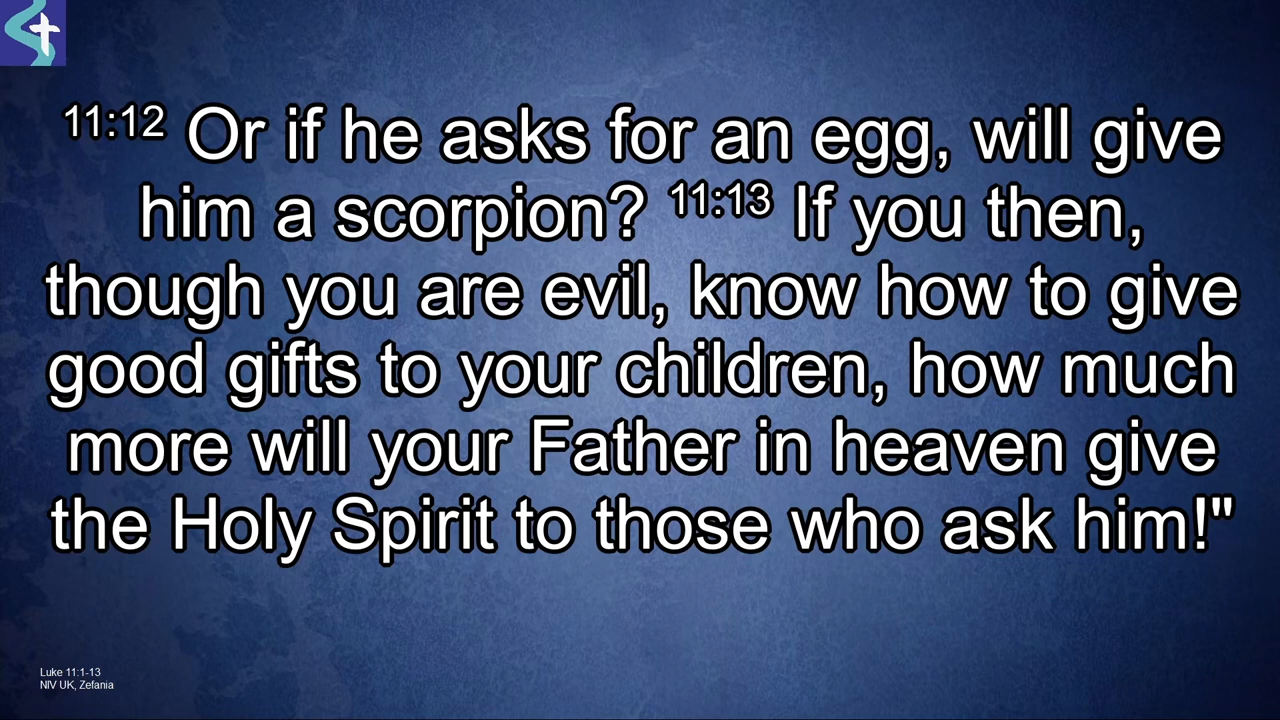 11:12 Or if he asks for an egg, will give
him a scorpion? 11:13 If you then,
though you are evil, know how to give
good gifts to your children, how much
more will your Father in heaven give
the Holy Spirit to those who ask him!"
Luke 11:1-13
NIV UK, Zefania